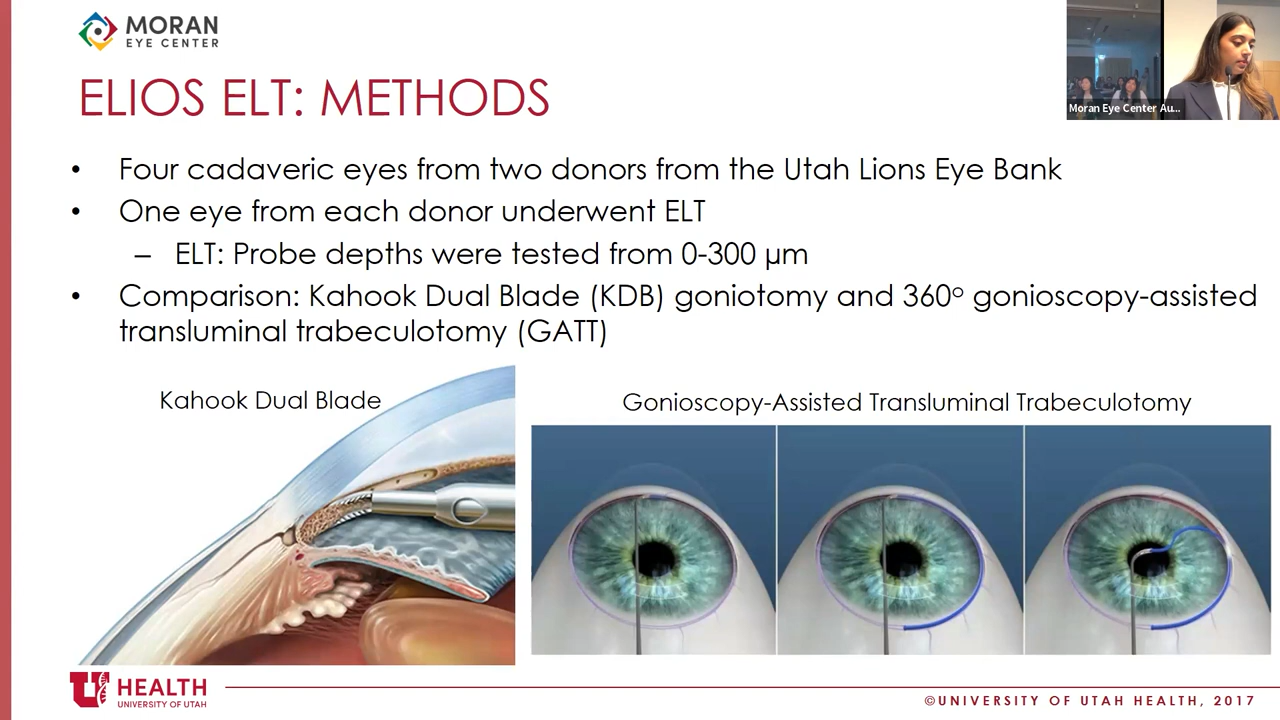 MORAN
EYE CENTER
Moran Eye Center Au...
ELIOS ELT: METHODS
• Four cadaveric eyes from two donors from the Utah Lions Eye Bank
• One eye from each donor underwent ELT
– ELT: Probe depths were tested from 0-300 µm
• Comparison: Kahook Dual Blade (KDB) goniotomy and 360° gonioscopy-assisted
transluminal trabeculotomy (GATT)
Kahook Dual Blade
Gonioscopy-Assisted Transluminal Trabeculotomy
U HEALTH
UNIVERSITY OF UTAH
©UNIVERSITY OF UTAH HEALTH, 2017